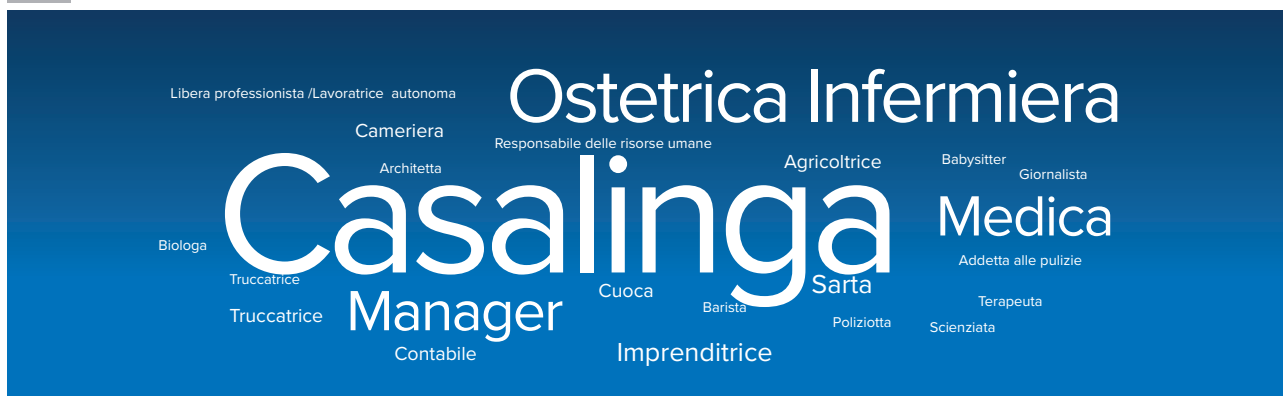 Ostetrica Infermiera
Libera professionista /Lavoratrice  autonoma
Cameriera
Responsabile delle risorse umane
Architetta
Agricoltrice
Babysitter
Giornalista
Casalinga
Medica
Biologa
Addetta alle pulizie
Truccatrice
Cuoca
Sarta
Manager
Barista
Terapeuta
Truccatrice
Poliziotta
Scienziata
Contabile
Imprenditrice